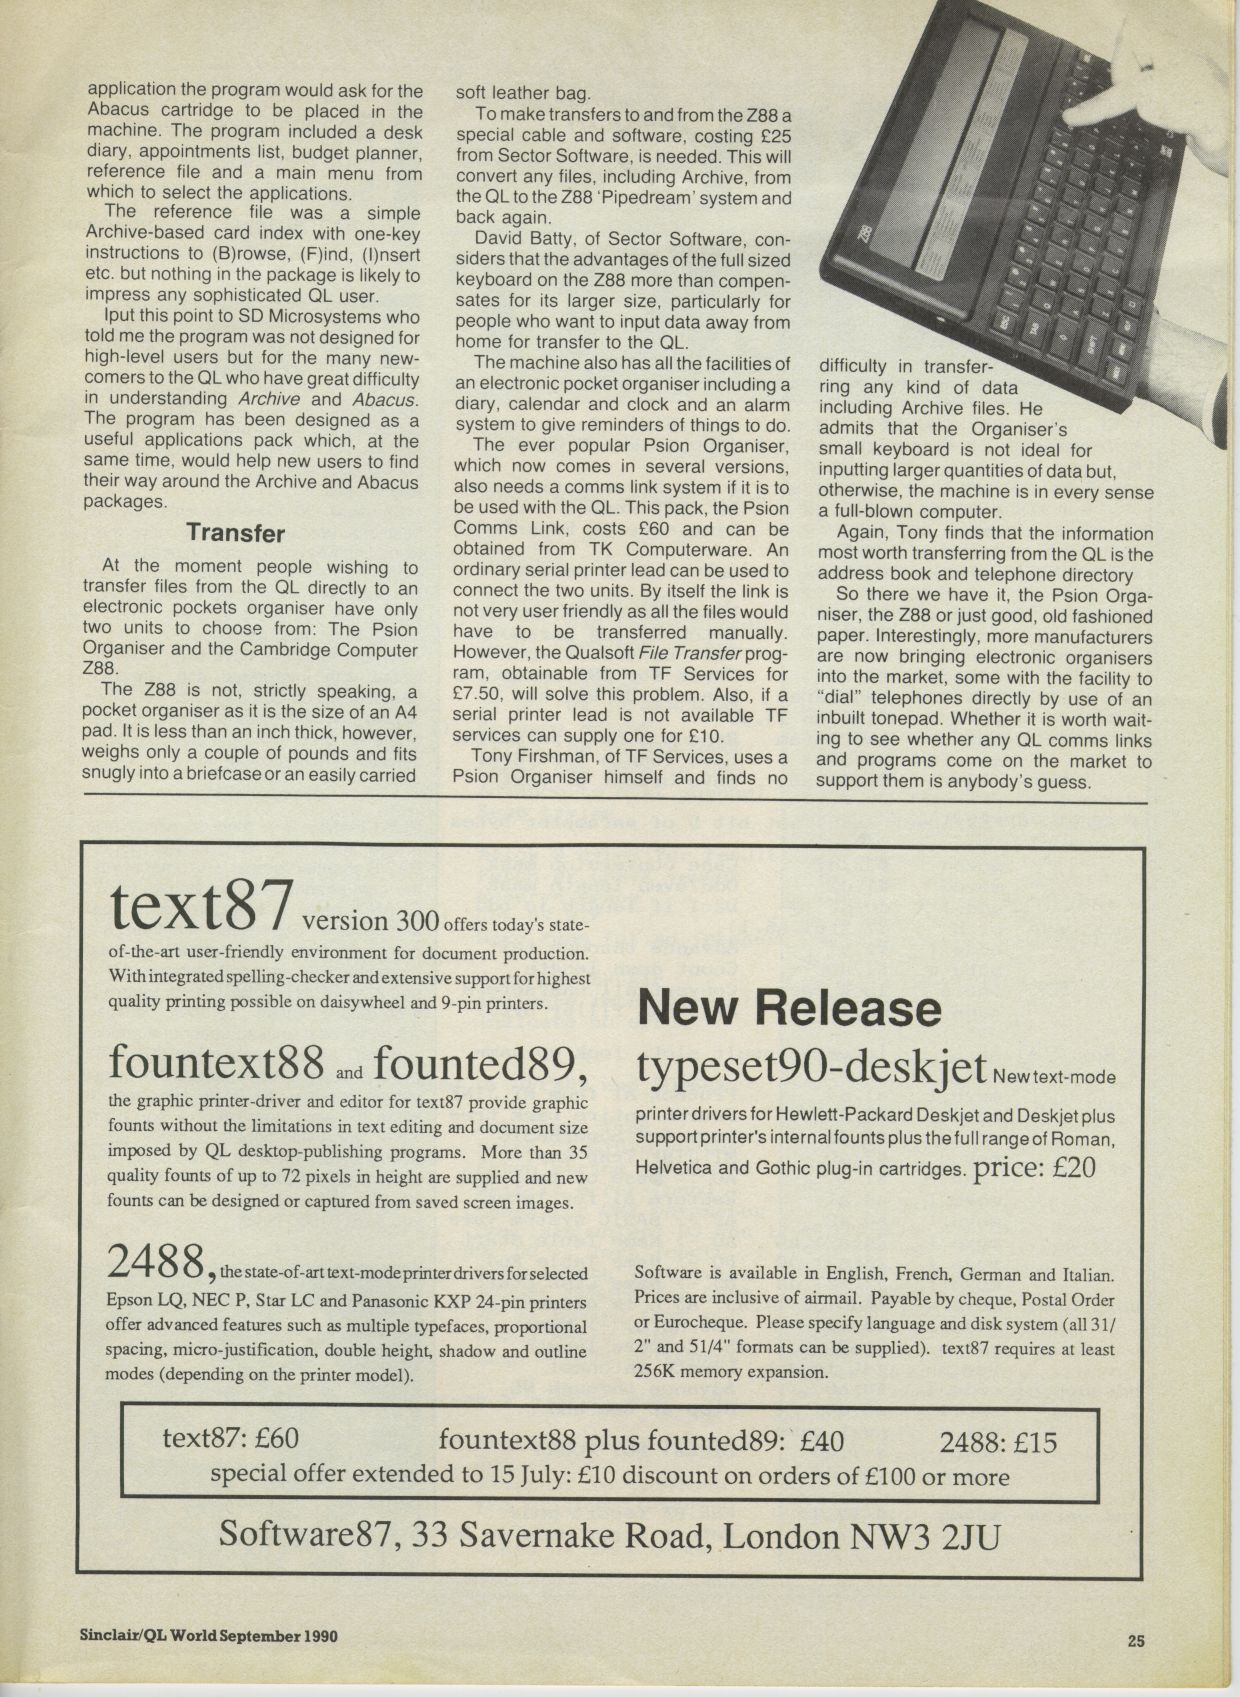 application the program would ask for the
Abacus cartridge to be placed in the
machine. The program included a desk
diary, appointments list, budget planner,
reference file and a main menu from
which to select the applications.
The reference file was a simple
Archive-based card index with one-key
instructions to (B)rowse, (F)ind, (I)nsert
etc. but nothing in the package is likely to
impress any sophisticated QL user.
Iput this point to SD Microsystems who
told me the program was not designed for
high-level users but for the many new-
comers to the QL who have great difficulty
in understanding Archive and Abacus.
The program has been designed as a
useful applications pack which, at the
same time, would help new users to find
their way around the Archive and Abacus
packages.
Transfer
At the moment people wishing to
transfer files from the QL directly to an
electronic pockets organiser have only
two units to choose from: The Psion
Organiser and the Cambridge Computer
Z88.
The Z88 is not, strictly speaking, a
pocket organiser as it is the size of an A4
pad. It is less than an inch thick, however,
weighs only a couple of pounds and fits
snugly into a briefcase or an easily carried
soft leather bag.
To make transfers to and from the Z88 a
special cable and software, costing £25
from Sector Software, is needed. This will
convert any files, including Archive, from
the QL to the Z88 ‘Pipedream’ system and
back again.
David Batty, of Sector Software, con-
siders that the advantages of the full sized
keyboard on the Z88 more than compen-
sates for its larger size, particularly for
people who want to input data away from
home for transfer to the QL.
The machine also has all the facilities of
an electronic pocket organiser including a
diary, calendar and clock and an alarm
system to give reminders of things to do.
The ever popular Psion Organiser,
which now comes in several versions,
also needs a comms link system if it is to
be used with the QL. This pack, the Psion
Comms Link, costs £60 and can be
obtained from TK Computerware. An
ordinary serial printer lead can be used to
connect the two units. By itself the link is
not very user friendly as all the files would
have to be transferred manually.
However, the Qualsoft File Transfer prog-
ram, obtainable from TF Services for
£7.50, will solve this problem. Also, if a
serial printer lead is not available TF
services can supply one for £10.
Tony Firshman, of TF Services, uses a
Psion Organiser himself and finds no
Z88
difficulty in transfer-
ring any kind of data
including Archive files. He
admits that the Organiser's
small keyboard is not ideal for
inputting larger quantities of data but,
otherwise, the machine is in every sense
a full-blown computer.
Again, Tony finds that the information
most worth transferring from the QL is the
address book and telephone directory
So there we have it, the Psion Orga-
niser, the Z88 or just good, old fashioned
paper. Interestingly, more manufacturers
are now bringing electronic organisers
into the market, some with the facility to
“dial” telephones directly by use of an
inbuilt tonepad. Whether it is worth wait-
ing to see whether any QL comms links
and programs come on the market to
support them is anybody's guess.
text87 version 300 offers today's state-
of-the-art user-friendly environment for document production.
With integrated spelling-checker and extensive support for highest
quality printing possible on daisywheel and 9-pin printers.
fountext88 and founted89,
the graphic printer-driver and editor for text87 provide graphic
founts without the limitations in text editing and document size
imposed by QL desktop-publishing programs. More than 35
quality founts of up to 72 pixels in height are supplied and new
founts can be designed or captured from saved screen images.
2488, the state-of-art text-mode printer drivers for selected
Epson LQ, NEC P, Star LC and Panasonic KXP 24-pin printers
offer advanced features such as multiple typefaces, proportional
spacing, micro-justification, double height, shadow and outline
modes (depending on the printer model).
New Release
typeset90-deskjet New text-mode
printer drivers for Hewlett-Packard Deskjet and Deskjet plus
support printer's internal founts plus the full range of Roman,
Helvetica and Gothic plug-in cartridges. price: £20
Software is available in English, French, German and Italian.
Prices are inclusive of airmail. Payable by cheque, Postal Order
or Eurocheque. Please specify language and disk system (all 31/
2" and 51/4" formats can be supplied). text87 requires at least
256K memory expansion.
text87: £60 fountext88 plus founted89: £40 2488: £15
special offer extended to 15 July: £10 discount on orders of £100 or more
Software87, 33 Savernake Road, London NW3 2JU
Sinclair/QL World September 1990
25